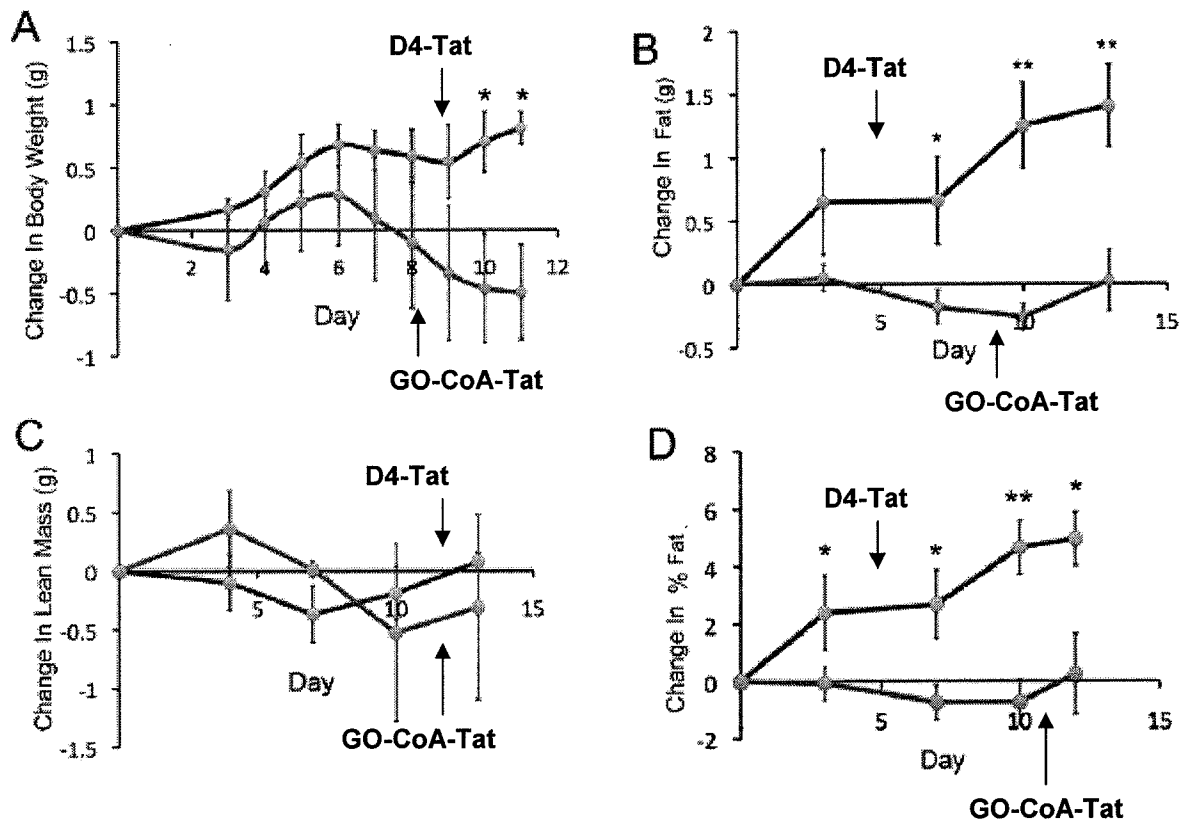 A
Change In Body Weight (g)
1.5
1
0.5
0
-0.5
-1
2
4
6
8
10
12
Day
D4-Tat
* *
GO-CoA-Tat
B
Change In Fat (g)
2
1.5
1
0.5
0
-0.5
5
10
15
Day
D4-Tat
* ** **
GO-CoA-Tat
C
Change In Lean Mass (g)
1
0.5
0
-0.5
-1
-1.5
5
10
15
Day
D4-Tat
GO-CoA-Tat
D
Change In % Fat
8
6
4
2
0
-2
5
10
15
Day
D4-Tat
* * ** *
GO-CoA-Tat